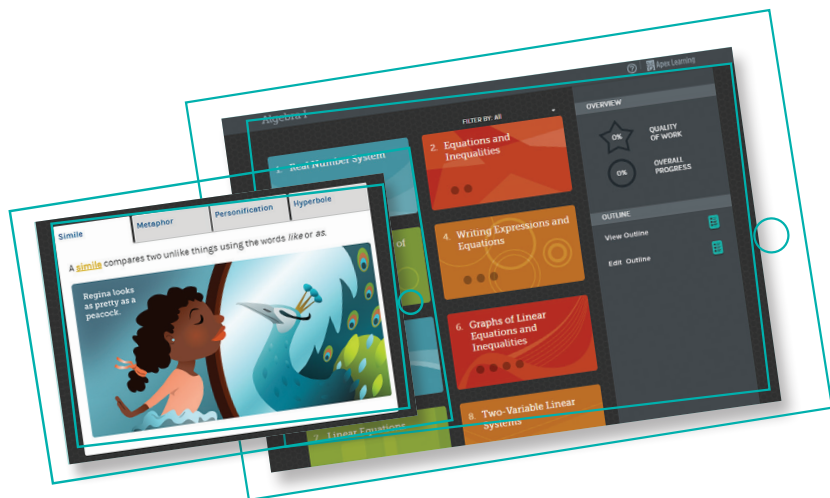 Algebra I
? Apex Learning
FILTER BY: All
1. Real Number System
2. Equations and
Inequalities
of
4. Writing Expressions and
Equations
6. Graphs of Linear
Equations and
Inequalities
7. Linear Equations
8. Two-Variable Linear
Systems
OVERVIEW
0%
QUALITY
OF WORK
0%
OVERALL
PROGRESS
OUTLINE
View Outline
Edit Outline
Simile
Metaphor
Personification
Hyperbole
A simile compares two unlike things using the words like or as.
Regina looks
as pretty as a
peacock.